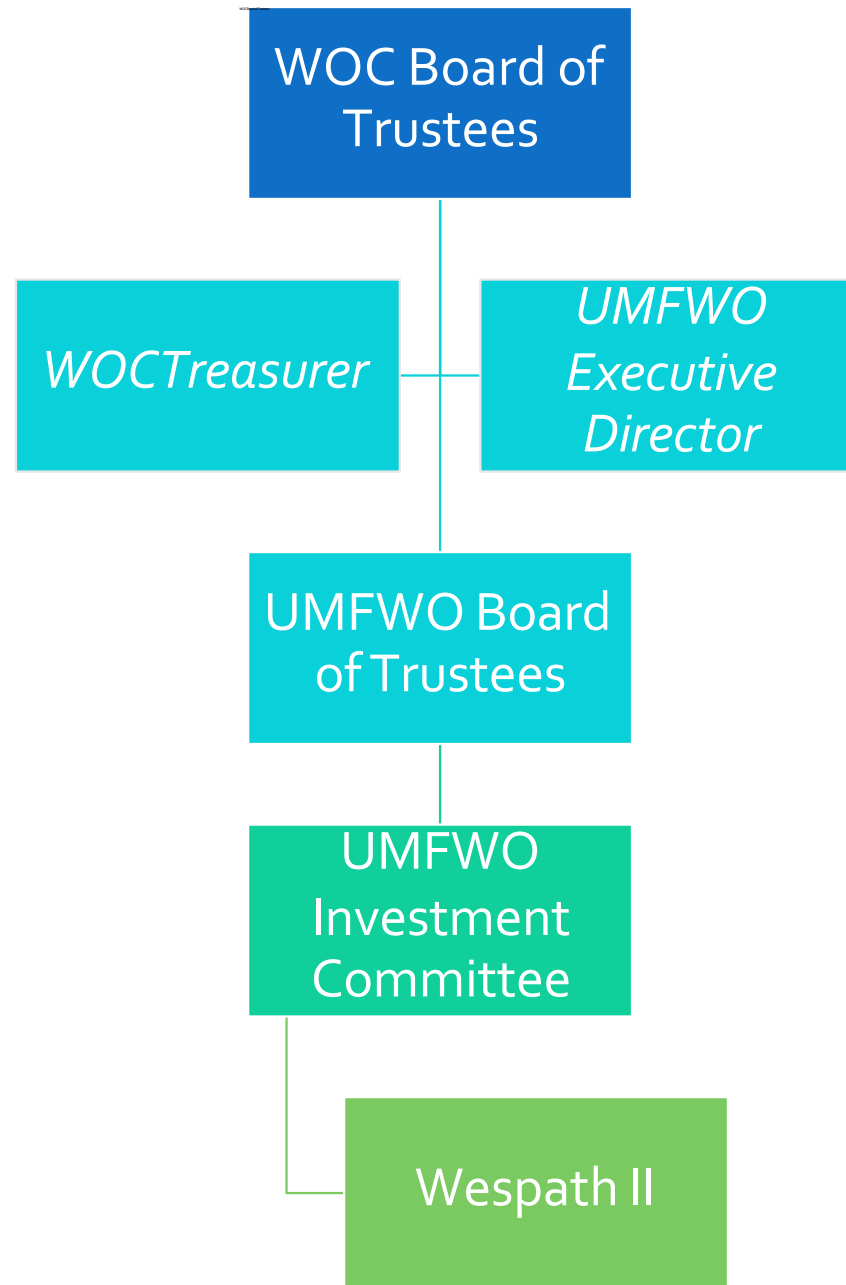 WOC Board of
Trustees
WOCTreasurer
UMFWO
Executive
Director
UMFWO Board
of Trustees
UMFWO
Investment
Committee
Wespath II